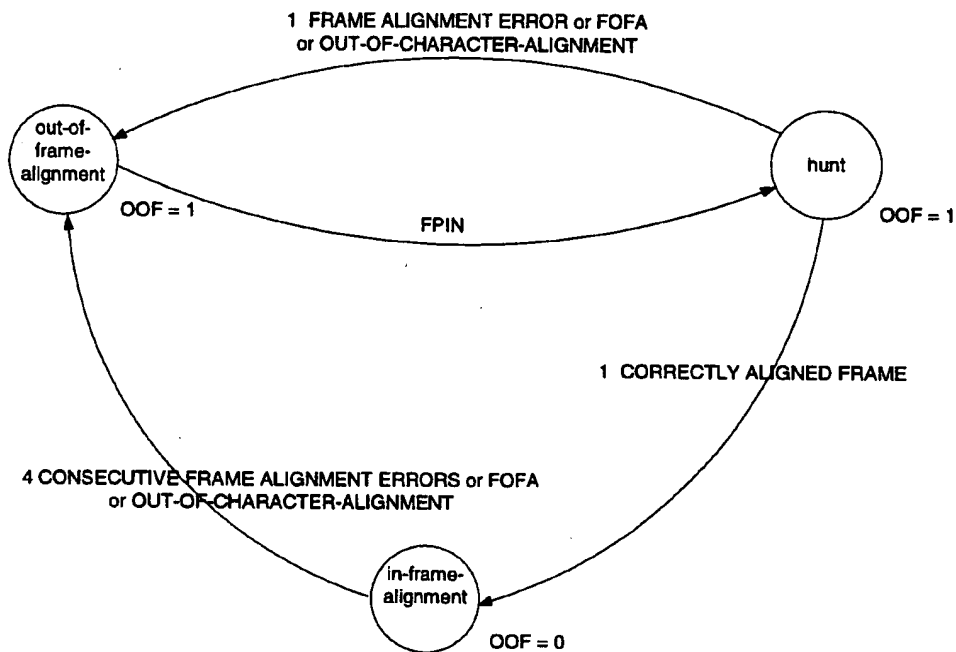 1 FRAME ALIGNMENT ERROR or FOFA
or OUT-OF-CHARACTER-ALIGNMENT
out-of-
frame-
alignment
OOF = 1
hunt
OOF = 1
FPIN
1 CORRECTLY ALIGNED FRAME
4 CONSECUTIVE FRAME ALIGNMENT ERRORS or FOFA
or OUT-OF-CHARACTER-ALIGNMENT
in-frame-
alignment
OOF = 0